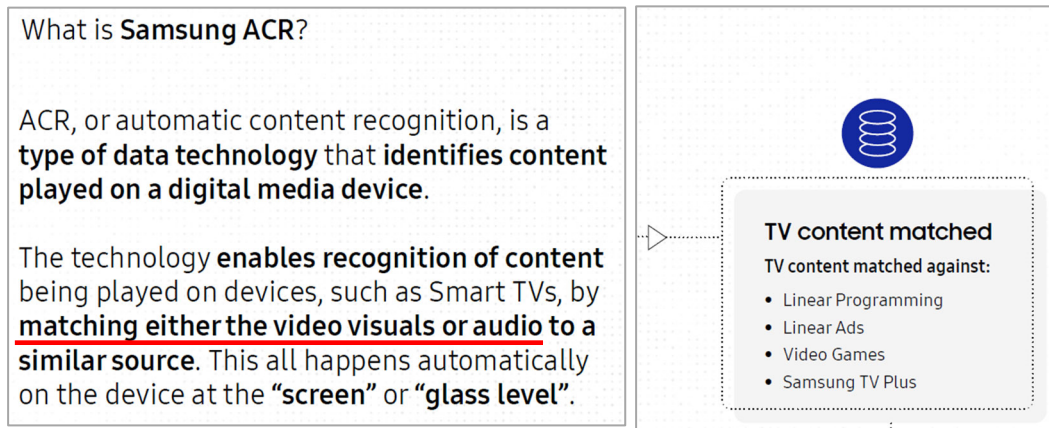 What is Samsung ACR?
ACR, or automatic content recognition, is a
type of data technology that identifies content
played on a digital media device.
The technology enables recognition of content
being played on devices, such as Smart TVs, by
matching either the video visuals or audio to a
similar source. This all happens automatically
on the device at the “screen” or “glass level”.
TV content matched
TV content matched against:
• Linear Programming
• Linear Ads
• Video Games
• Samsung TV Plus